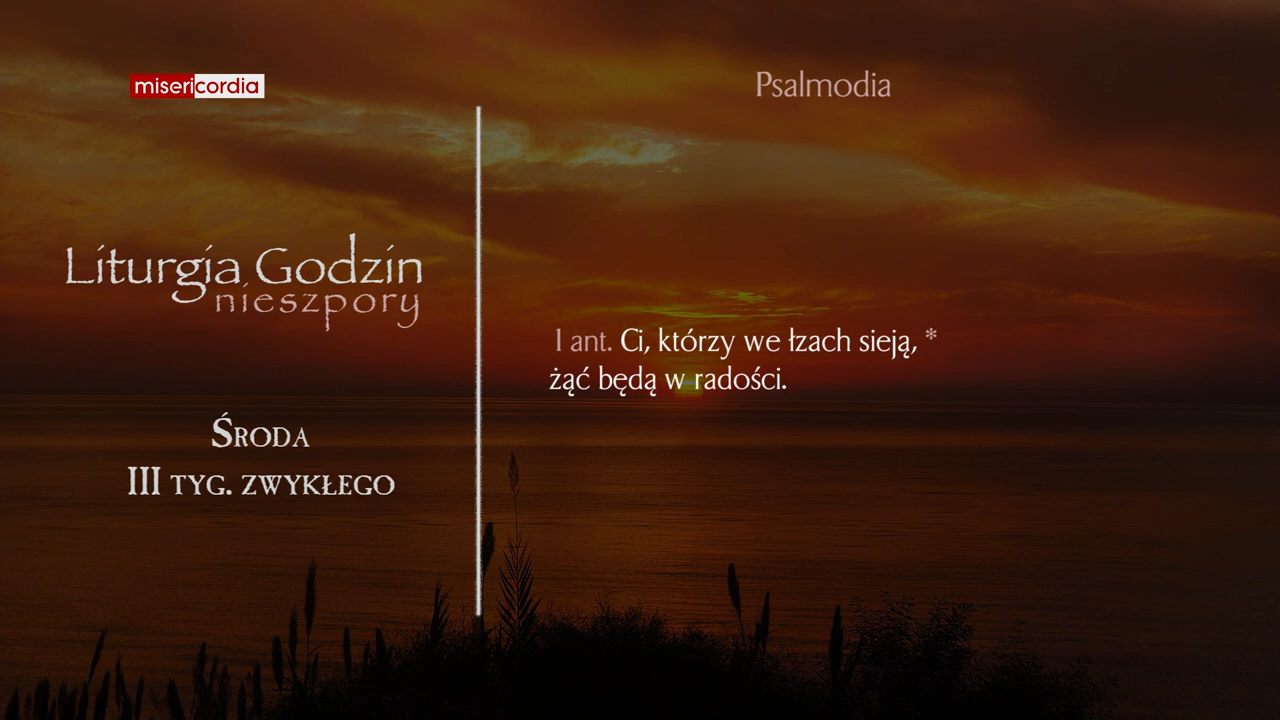 misericordia
Psalmodia
Liturgia Godzin
nieszpory
I ant. Ci, którzy we łzach sieją, *
żąć będą w radości.
Środa
III tyg. zwykłego